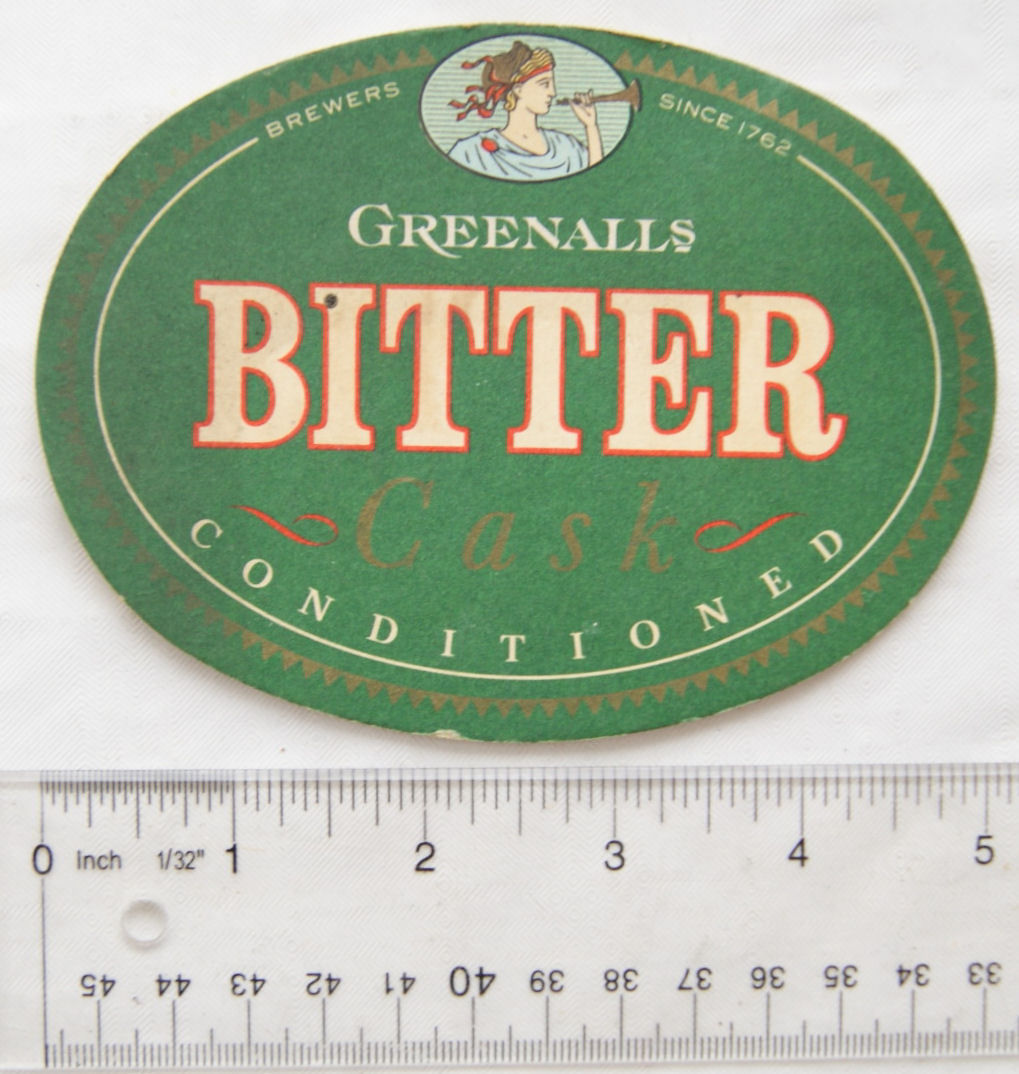 BREWERS
SINCE 1762
GREENALLS
BITTER
Cask
CONDITIONED
0 Inch 1/32" 1 2 3 4 5
45 44 43 42 41 40 39 38 37 36 35 34 33